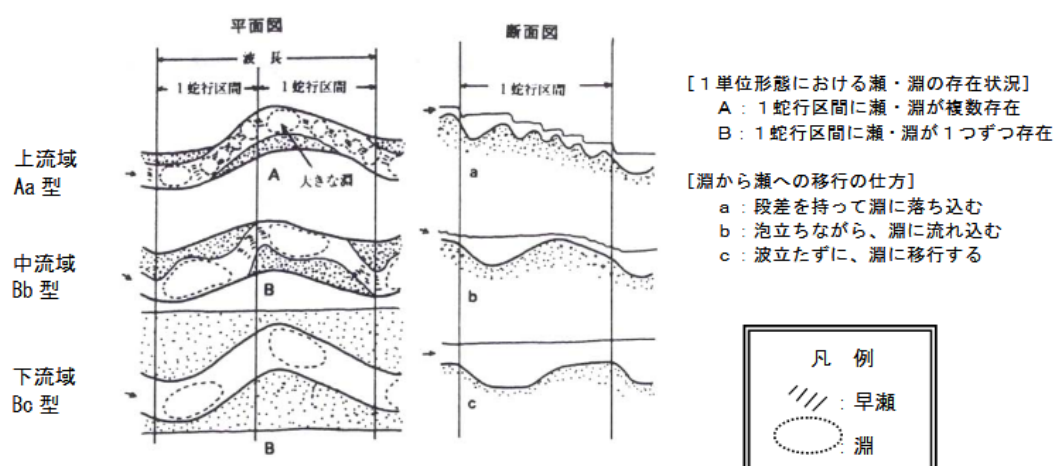 平面図
波長
1蛇行区間
1蛇行区間
断面図
1蛇行区間
上流域
Aa型
A
大きな淵
a
中流域
Bb型
B
b
下流域
Bc型
B
c
[1単位形態における瀬・淵の存在状況]
A:1蛇行区間に瀬・淵が複数存在
B:1蛇行区間に瀬・淵が1つずつ存在
[淵から瀬への移行の仕方]
a:段差を持って淵に落ち込む
b:泡立ちながら、淵に流れ込む
c:波立たずに、淵に移行する
凡 例
:早瀬
:淵